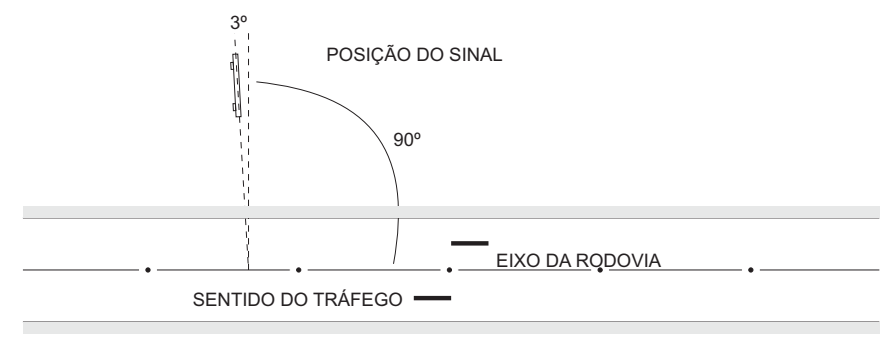 3º
POSIÇÃO DO SINAL
90º
EIXO DA RODOVIA
SENTIDO DO TRÁFEGO